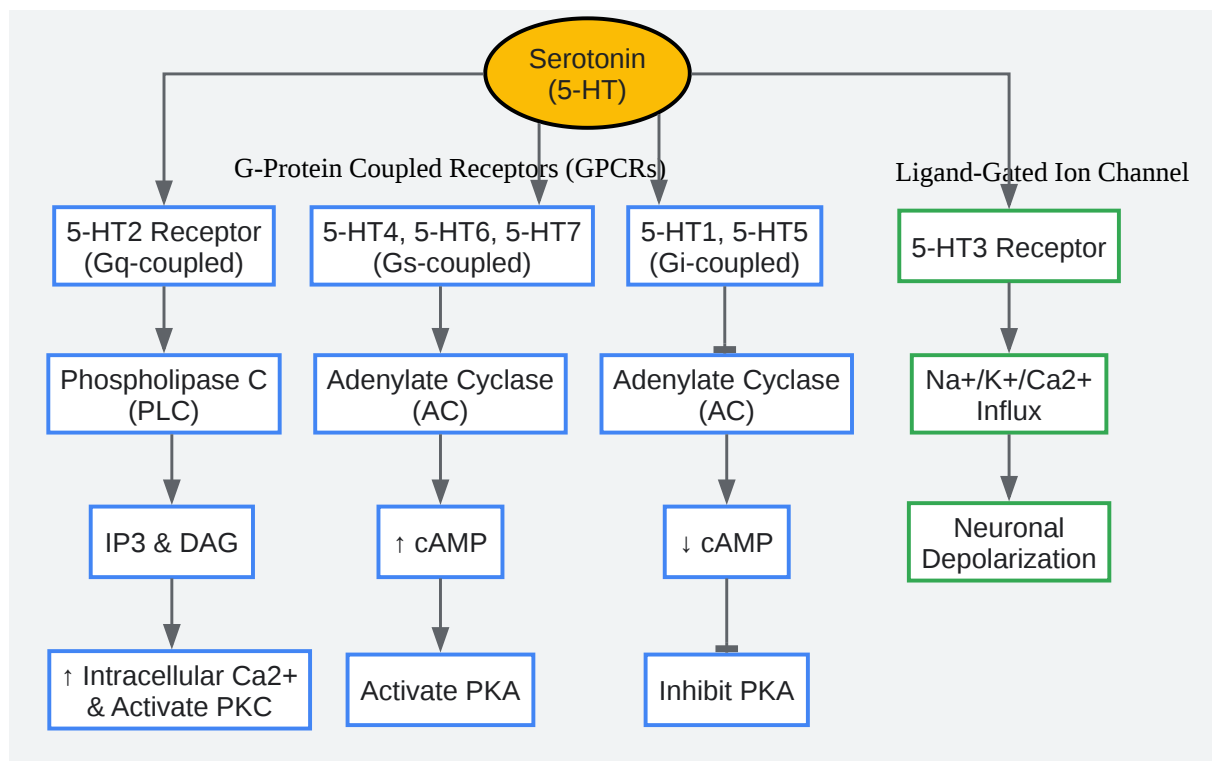 Serotonin
(5-HT)
G-Protein Coupled Receptors (GPCRs)
Ligand-Gated Ion Channel
5-HT2 Receptor
(Gq-coupled)
5-HT4, 5-HT6, 5-HT7
(Gs-coupled)
5-HT1, 5-HT5
(Gi-coupled)
5-HT3 Receptor
Phospholipase C
(PLC)
Adenylate Cyclase
(AC)
Adenylate Cyclase
(AC)
Na+/K+/Ca2+
Influx
IP3 & DAG
↑ cAMP
↓ cAMP
Neuronal
Depolarization
↑ Intracellular Ca2+
& Activate PKC
Activate PKA
Inhibit PKA